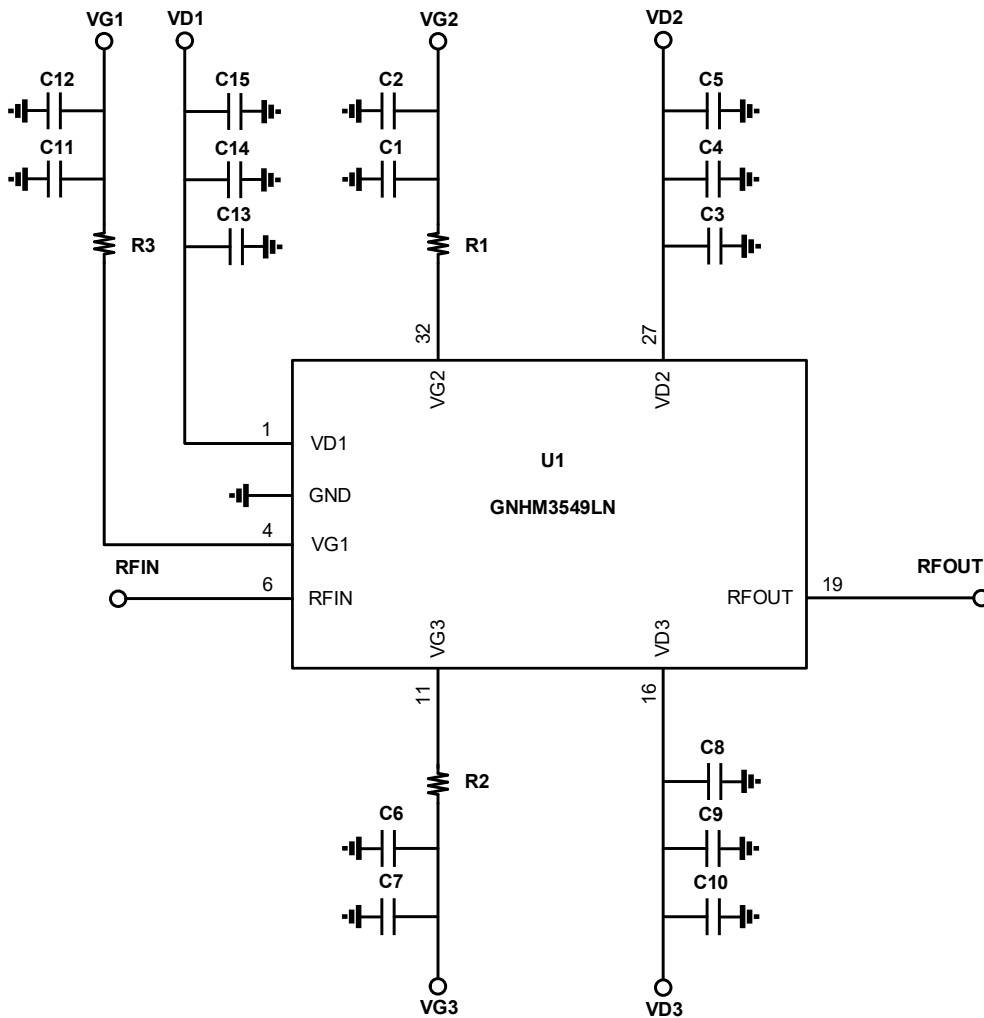 VG1 VD1 VG2 VD2
C12 C15 C2 C5
C11 C14 C1 C4
C13 C3
R3 R1
32 27
VG2 VD2
1 VD1
U1
GND
GNHM3549LN
4 VG1
RFIN 6 RFIN
RFOUT 19 RFOUT
VG3 VD3
11 16
C8
R2
C6 C9
C7 C10
VG3 VD3